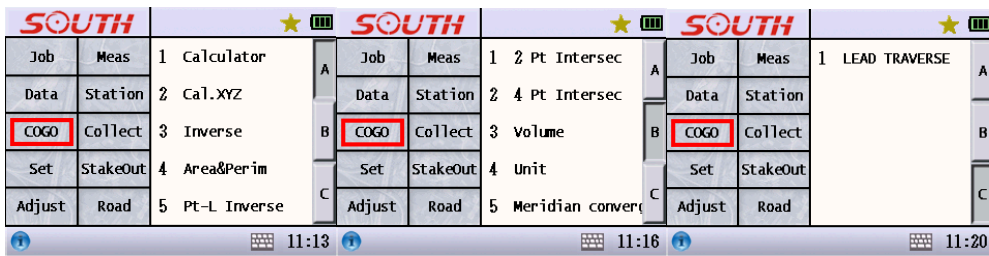 SOUTH
Job Meas
Data Station
COGO Collect
Set StakeOut
Adjust Road
1 Calculator
2 Cal.XYZ
3 Inverse
4 Area&Perim
5 Pt-L Inverse
A
B
C
11:13
SOUTH
Job Meas
Data Station
COGO Collect
Set StakeOut
Adjust Road
1 2 Pt Intersec
2 4 Pt Intersec
3 Volume
4 Unit
5 Meridian conver
A
B
C
11:16
SOUTH
Job Meas
Data Station
COGO Collect
Set StakeOut
Adjust Road
1 LEAD TRAVERSE
A
B
C
11:20